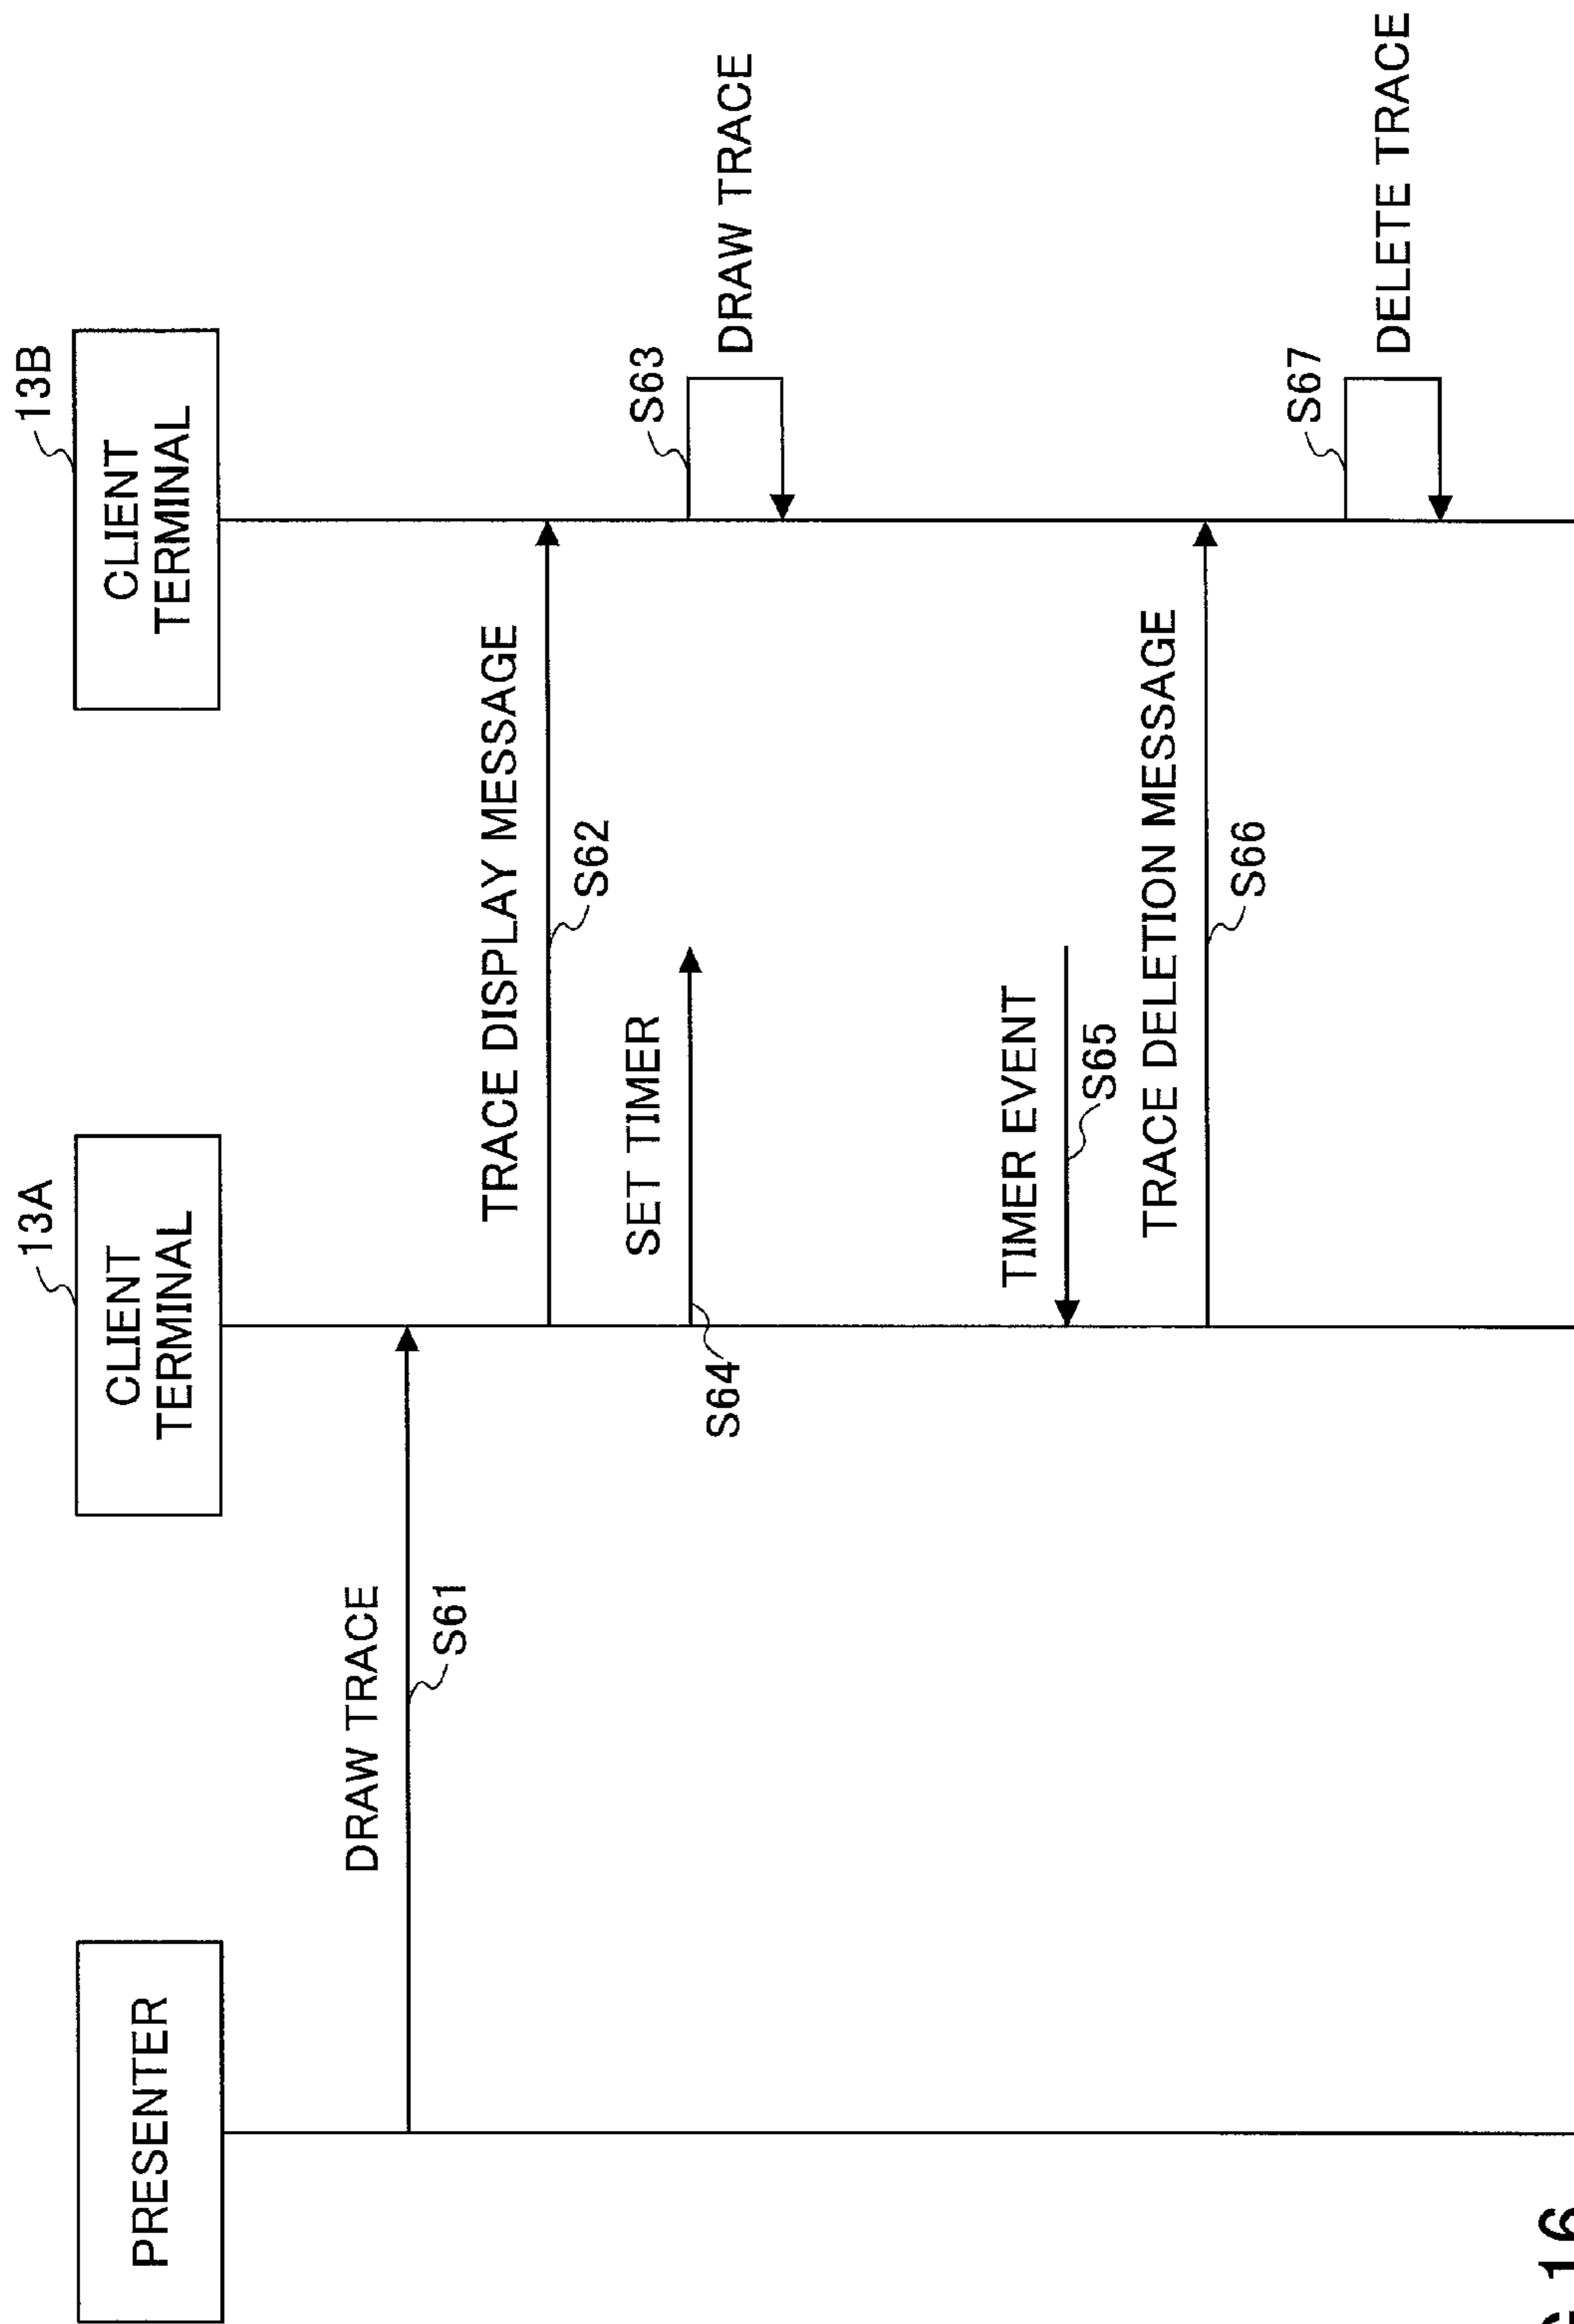 PRESENTER
CLIENT
TERMINAL
13A
CLIENT
TERMINAL
13B
DRAW TRACE
S61
TRACE DISPLAY MESSAGE
S62
SET TIMER
S64
S63
DRAW TRACE
TIMER EVENT
S65
TRACE DELETION MESSAGE
S66
S67
DELETE TRACE
16